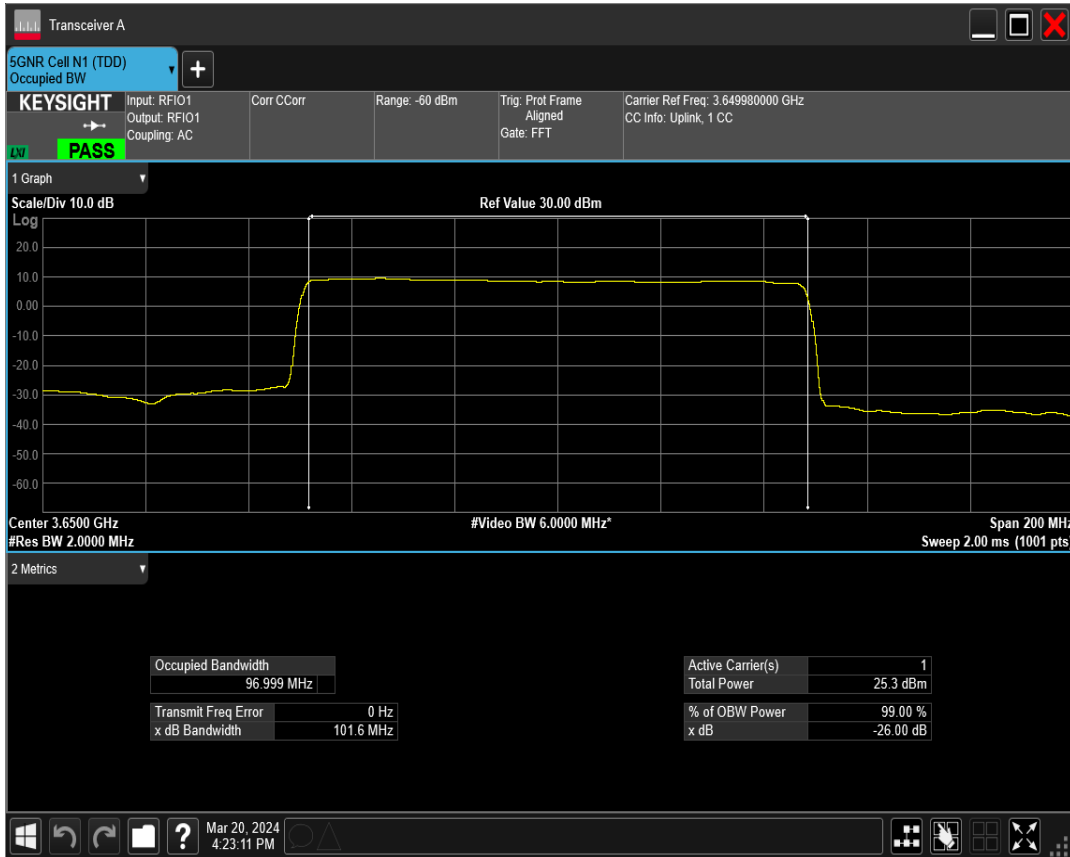 Transceiver A
5GNR Cell N1 (TDD)
Occupied BW
+
KEYSIGHT
LXI
PASS
Input: RFIO1
Output: RFIO1
Coupling: AC
Corr CCorr
Range: -60 dBm
Trig: Prot Frame
Aligned
Gate: FFT
Carrier Ref Freq: 3.649980000 GHz
CC Info: Uplink, 1 CC
1 Graph
Scale/Div 10.0 dB
Ref Value 30.00 dBm
Log
20.0
10.0
0.00
-10.0
-20.0
-30.0
-40.0
-50.0
-60.0
Center 3.6500 GHz
#Video BW 6.0000 MHz*
Span 200 MHz
#Res BW 2.0000 MHz
Sweep 2.00 ms (1001 pts)
2 Metrics
Occupied Bandwidth
96.999 MHz
Transmit Freq Error 0 Hz
x dB Bandwidth 101.6 MHz
Active Carrier(s) 1
Total Power 25.3 dBm
% of OBW Power 99.00 %
x dB -26.00 dB
?
Mar 20, 2024
4:23:11 PM